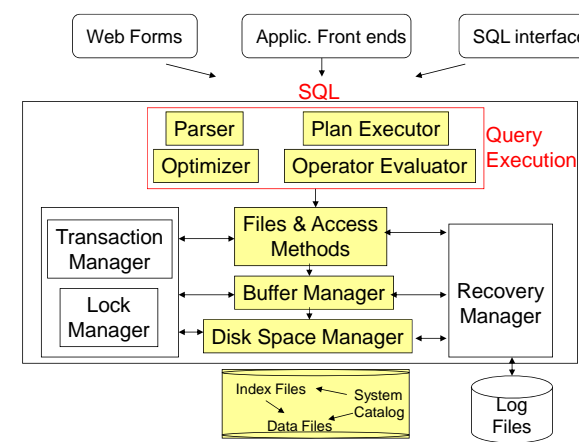 Web Forms
Applic. Front ends
SQL interface
SQL
Parser
Plan Executor
Optimizer
Operator Evaluator
Query
Execution
Transaction
Manager
Lock
Manager
Files & Access
Methods
Buffer Manager
Disk Space Manager
Recovery
Manager
Index Files
System
Catalog
Data Files
Log
Files